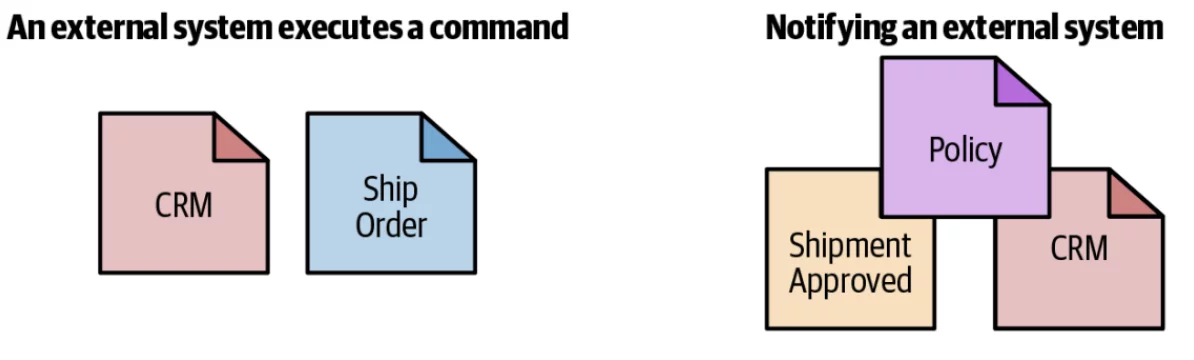 An external system executes a command
CRM
Ship
Order
Notifying an external system
Policy
Shipment
Approved
CRM